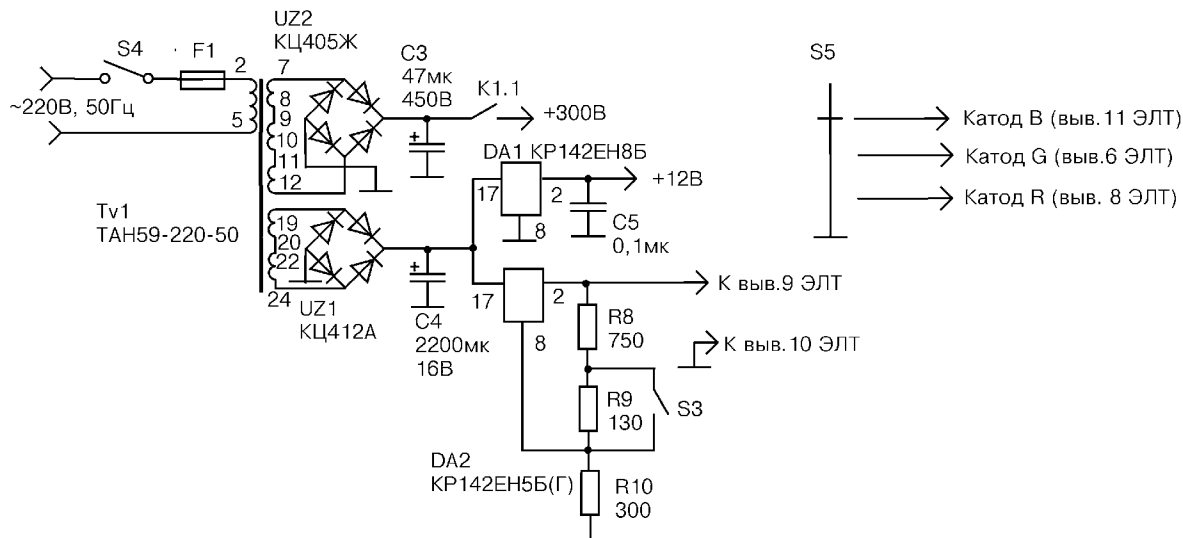 UZ2
КЦ405Ж
S4
F1
2
7
C3
47мк
450В
S5
8
K1.1
~220В, 50Гц
9
+300В
Катод B (выв.11 ЭЛТ)
5
10
11
DA1 КР142ЕН8Б
Катод G (выв.6 ЭЛТ)
12
17
2
+12В
Катод R (выв. 8 ЭЛТ)
Tv1
ТАН59-220-50
19
20
22
24
8
C5
0,1мк
UZ1
КЦ412А
C4
2200мк
16В
17
2
К выв.9 ЭЛТ
8
R8
750
К выв.10 ЭЛТ
R9
130
S3
DA2
КР142ЕН5Б(Г)
R10
300